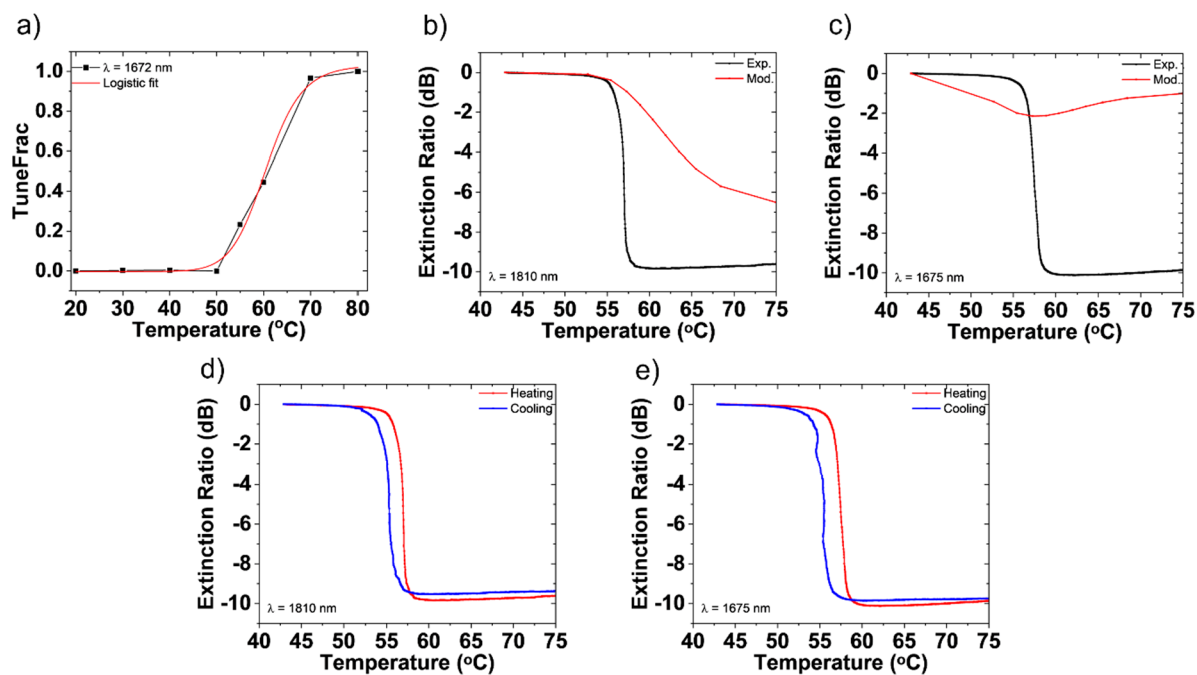 a)
λ = 1672 nm
Logistic fit
TuneFrac
1.0
0.8
0.6
0.4
0.2
0.0
20 30 40 50 60 70 80
Temperature (°C)
b)
Exp.
Mod.
Extinction Ratio (dB)
0
-2
-4
-6
-8
-10
λ = 1810 nm
40 45 50 55 60 65 70 75
Temperature (ºC)
c)
Exp.
Mod.
Extinction Ratio (dB)
0
-2
-4
-6
-8
-10
λ = 1675 nm
40 45 50 55 60 65 70 75
Temperature (ºC)
d)
Heating
Cooling
Extinction Ratio (dB)
0
-2
-4
-6
-8
-10
λ = 1810 nm
40 45 50 55 60 65 70 75
Temperature (ºC)
e)
Heating
Cooling
Extinction Ratio (dB)
0
-2
-4
-6
-8
-10
λ = 1675 nm
40 45 50 55 60 65 70 75
Temperature (ºC)